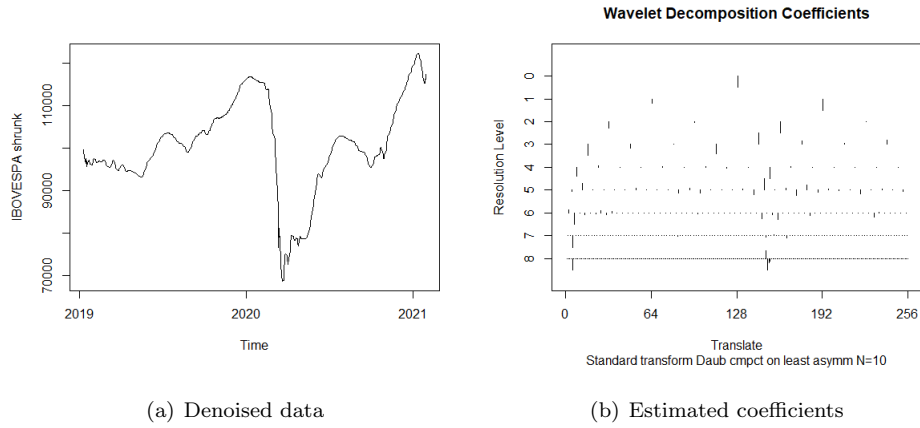 Wavelet Decomposition Coefficients
IBOVESPA shrunk
70000
90000
110000
2019
2020
2021
Time
Resolution Level
0
1
2
3
4
5
6
7
8
0
64
128
192
256
Translate
Standard transform Daub cmpct on least asymm N=10
(a) Denoised data
(b) Estimated coefficients